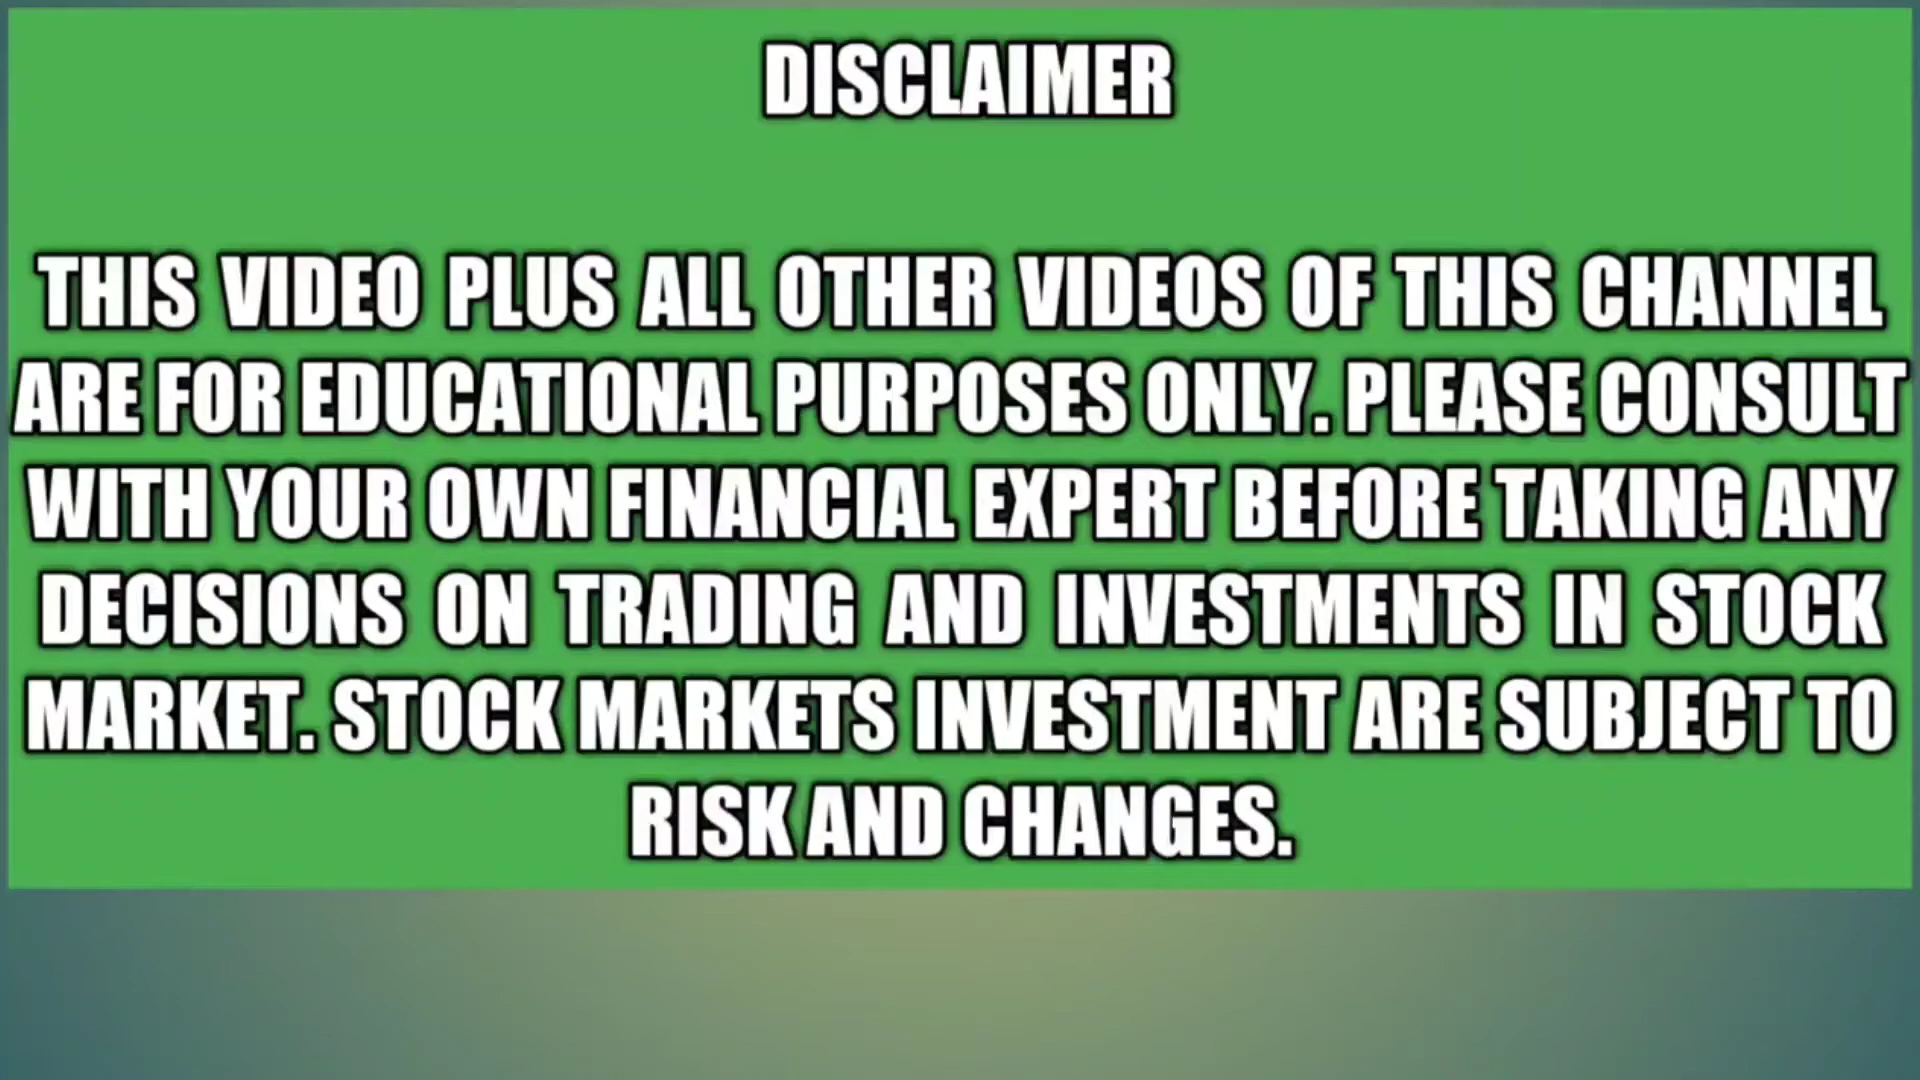 DISCLAIMER
THIS VIDEO PLUS ALL OTHER VIDEOS OF THIS CHANNEL
ARE FOR EDUCATIONAL PURPOSES ONLY. PLEASE CONSULT
WITH YOUR OWN FINANCIAL EXPERT BEFORE TAKING ANY
DECISIONS ON TRADING AND INVESTMENTS IN STOCK
MARKET. STOCK MARKETS INVESTMENT ARE SUBJECT TO
RISK AND CHANGES.